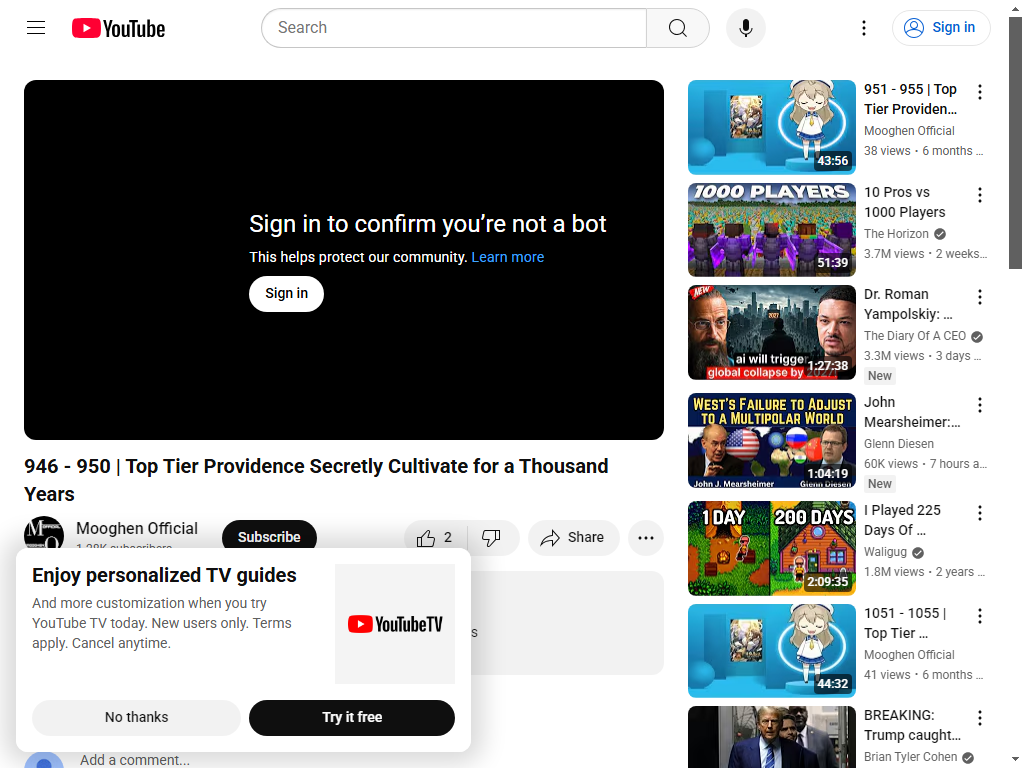 YouTube
Search
Sign in
Sign in to confirm you're not a bot
This helps protect our community. Learn more
Sign in
946 - 950 | Top Tier Providence Secretly Cultivate for a Thousand
Years
Mooghen Official
Subscribe
2
Share
Enjoy personalized TV guides
And more customization when you try
YouTube TV today. New users only. Terms
apply. Cancel anytime.
YouTubeTV
No thanks
Try it free
Add a comment...
43:56
951 - 955 | Top
Tier Providen...
Mooghen Official
38 views • 6 months ...
1000 PLAYERS
51:39
10 Pros vs
1000 Players
The Horizon
3.7M views • 2 weeks...
NEW
2027
ai will trigger
global collapse by
1:27:38
Dr. Roman
Yampolskiy: ...
The Diary Of A CEO
3.3M views • 3 days ...
New
WEST'S FAILURE TO ADJUST
TO A MULTIPOLAR WORLD
John J. Mearsheimer
Glenn Diesen
1:04:19
John
Mearsheimer:...
Glenn Diesen
60K views • 7 hours a...
New
1 DAY
200 DAYS
2:09:35
I Played 225
Days Of ...
Waligug
1.8M views • 2 years ...
44:32
1051 - 1055 |
Top Tier ...
Mooghen Official
41 views • 6 months ...
BREAKING:
Trump caught...
Brian Tyler Cohen